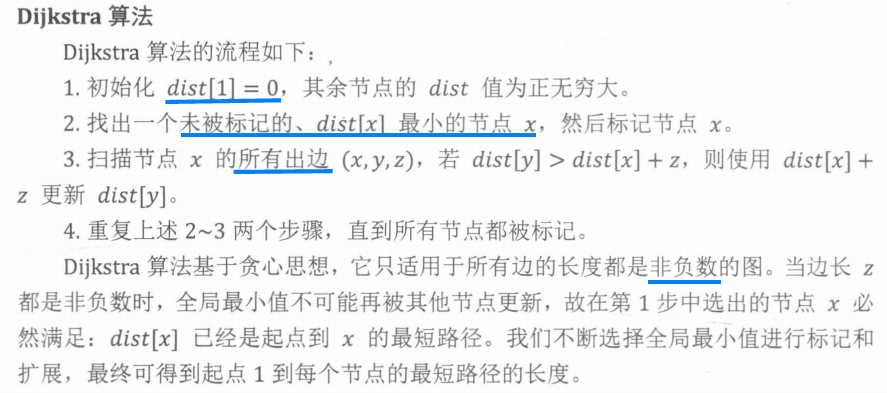 Dijkstra 算法
Dijkstra 算法的流程如下：
1. 初始化 dist[1] = 0，其余节点的 dist 值为正无穷大。
2. 找出一个未被标记的、dist[x] 最小的节点 x，然后标记节点 x。
3. 扫描节点 x 的所有出边 (x, y, z)，若 dist[y] > dist[x] + z，则使用 dist[x] +
z 更新 dist[y]。
4. 重复上述 2~3 两个步骤，直到所有节点都被标记。
Dijkstra 算法基于贪心思想，它只适用于所有边的长度都是非负数的图。当边长 z
都是非负数时，全局最小值不可能再被其他节点更新，故在第 1 步中选出的节点 x 必
然满足：dist[x] 已经是起点到 x 的最短路径。我们不断选择全局最小值进行标记和
扩展，最终可得到起点 1 到每个节点的最短路径的长度。